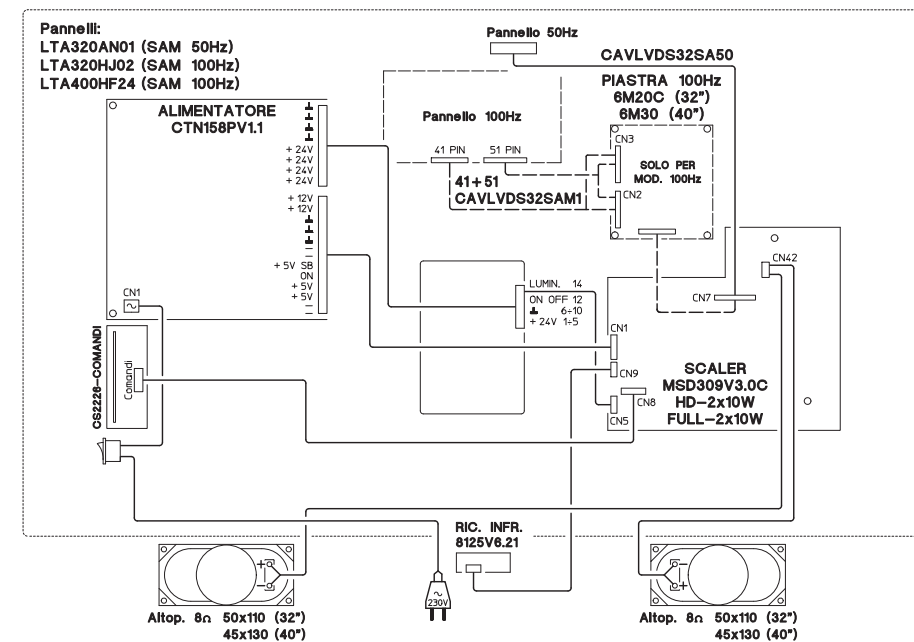 Pannelli:
LTA320AN01 (SAM 50Hz)
LTA320HJ02 (SAM 100Hz)
LTA400HF24 (SAM 100Hz)
Pannello 50Hz
CAVLVDS32SA50
PIASTRA 100Hz
6M20C (32")
6M30 (40")
Pannello 100Hz
41 PIN
51 PIN
41+51
CAVLVDS32SAM1
CN3
SOLO PER
MOD. 100Hz
CN2
ALIMENTATORE
CTN158PV1.1
+ 24V
+ 24V
+ 24V
+ 24V
+ 12V
+ 12V
–
–
+ 5V SB
ON
+ 5V
+ 5V
–
CN1
~
CS2226-COMANDI
Comandi
LUMIN. 14
ON OFF 12
6÷10
+ 24V 1÷5
CN42
CN7
CN1
CN9
CN8
CN5
SCALER
MSD309V3.0C
HD-2x10W
FULL-2x10W
RIC. INFR.
8125V6.21
~
230V
+
–
Altop. 8Ω 50x110 (32")
45x130 (40")
–
+
Altop. 8Ω 50x110 (32")
45x130 (40")